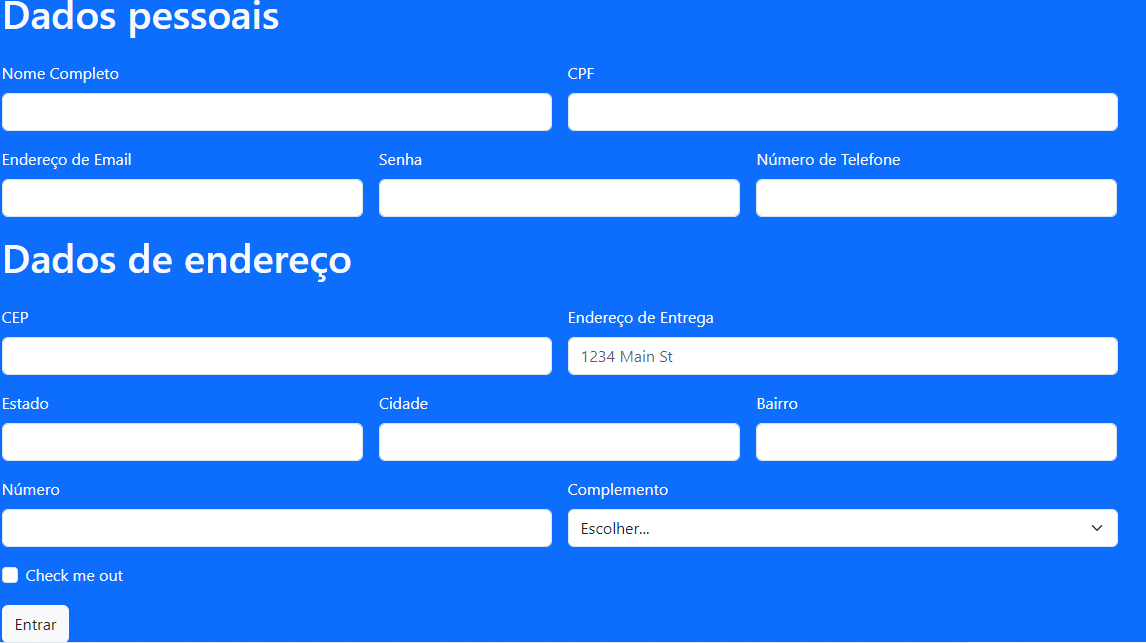 Dados pessoais
Nome Completo CPF
Endereço de Email Senha Número de Telefone
Dados de endereço
CEP Endereço de Entrega
1234 Main St
Estado Cidade Bairro
Número Complemento
Escolher...
Check me out
Entrar